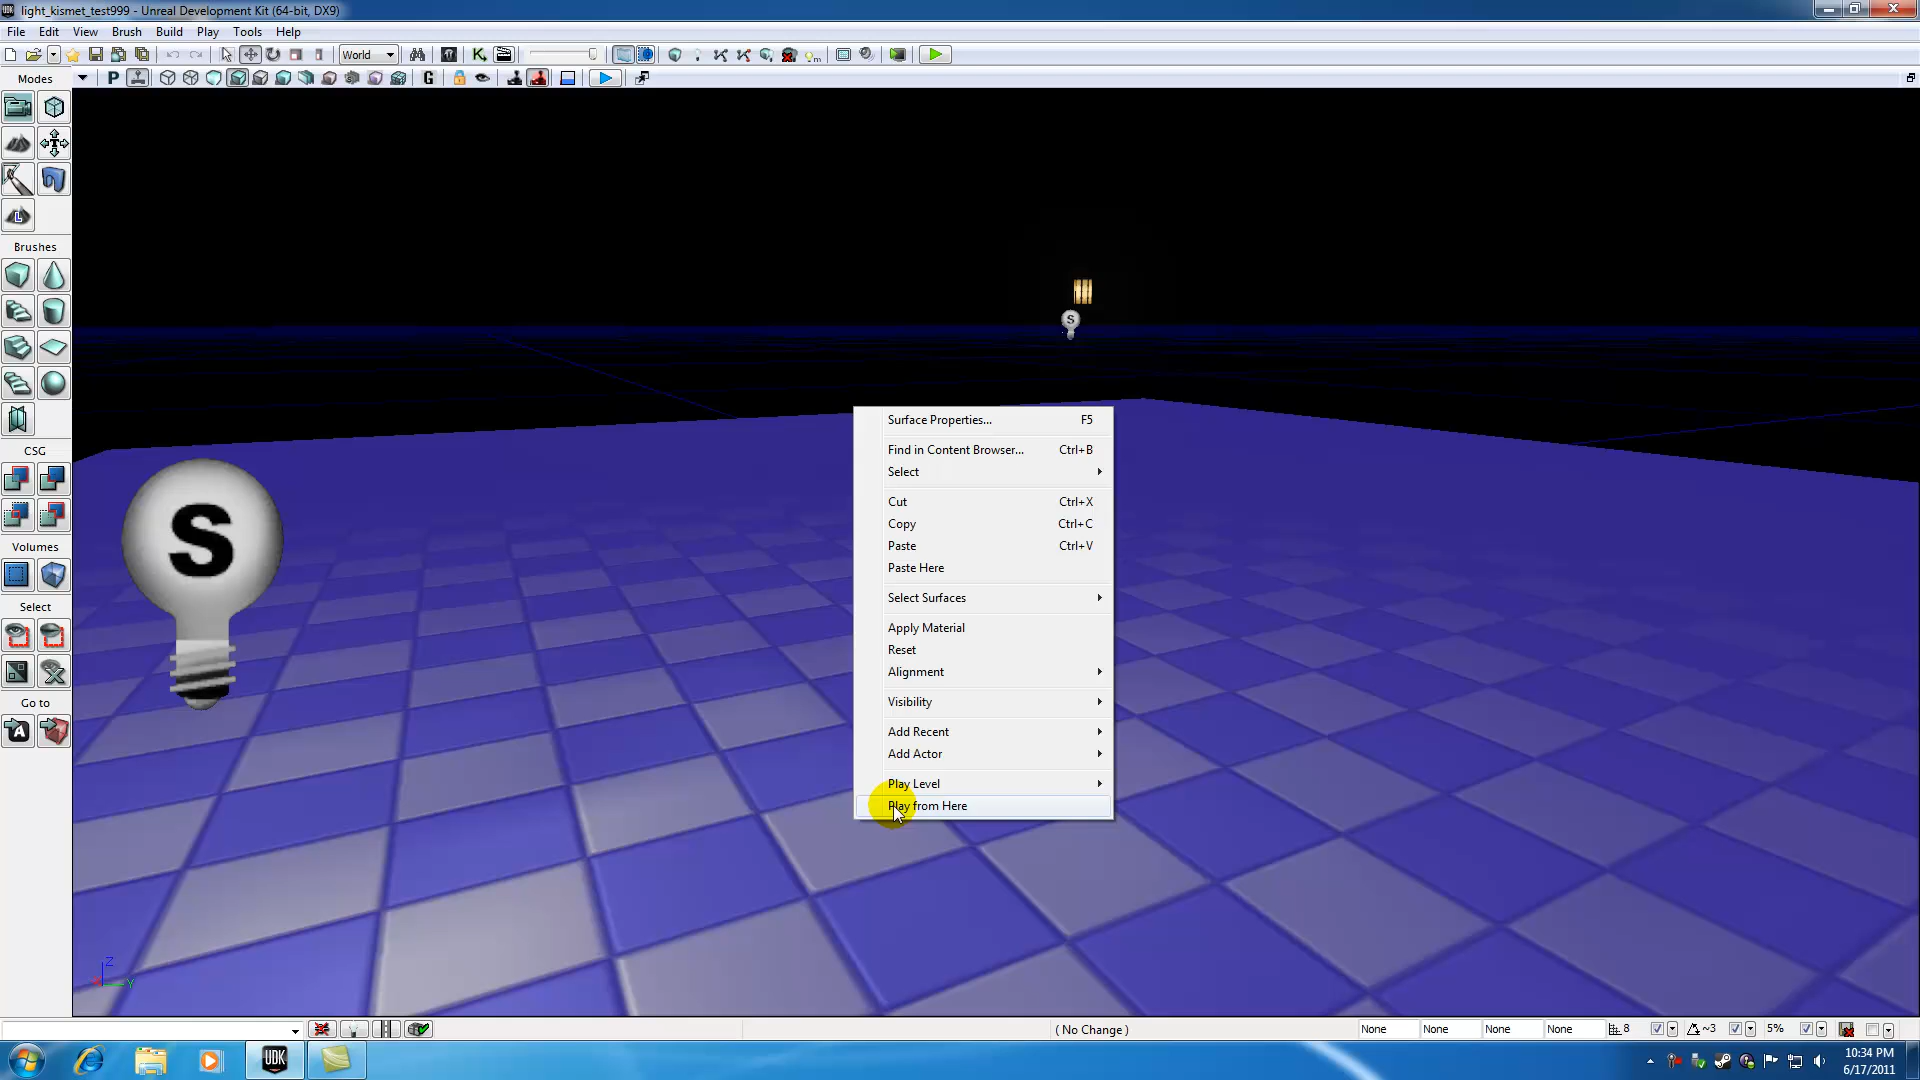 light_kismet_test999 - Unreal Development Kit (64-bit, DX9)
File Edit View Brush Build Play Tools Help
World
Modes
P
G
Brushes
CSG
Volumes
Select
Go to
A
S
S
Surface Properties... F5
Find in Content Browser... Ctrl+B
Select
Cut Ctrl+X
Copy Ctrl+C
Paste Ctrl+V
Paste Here
Select Surfaces
Apply Material
Reset
Alignment
Visibility
Add Recent
Add Actor
Play Level
Play from Here
Z
X Y
( No Change ) None None None None 8 ~3 5%
UDK
10:34 PM
6/17/2011